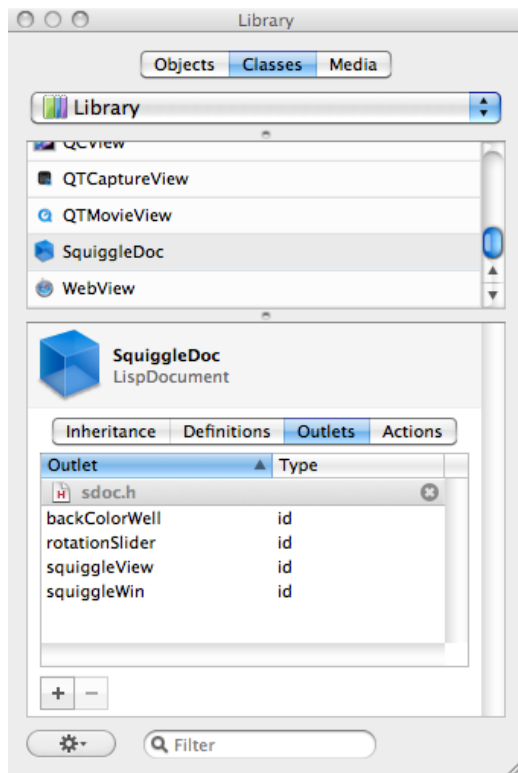 Library
Objects Classes Media
Library
QCView
QTCaptureView
QTMovieView
SquiggleDoc
WebView
SquiggleDoc
LispDocument
Inheritance Definitions Outlets Actions
Outlet Type
sdoc.h
backColorWell id
rotationSlider id
squiggleView id
squiggleWin id
Filter